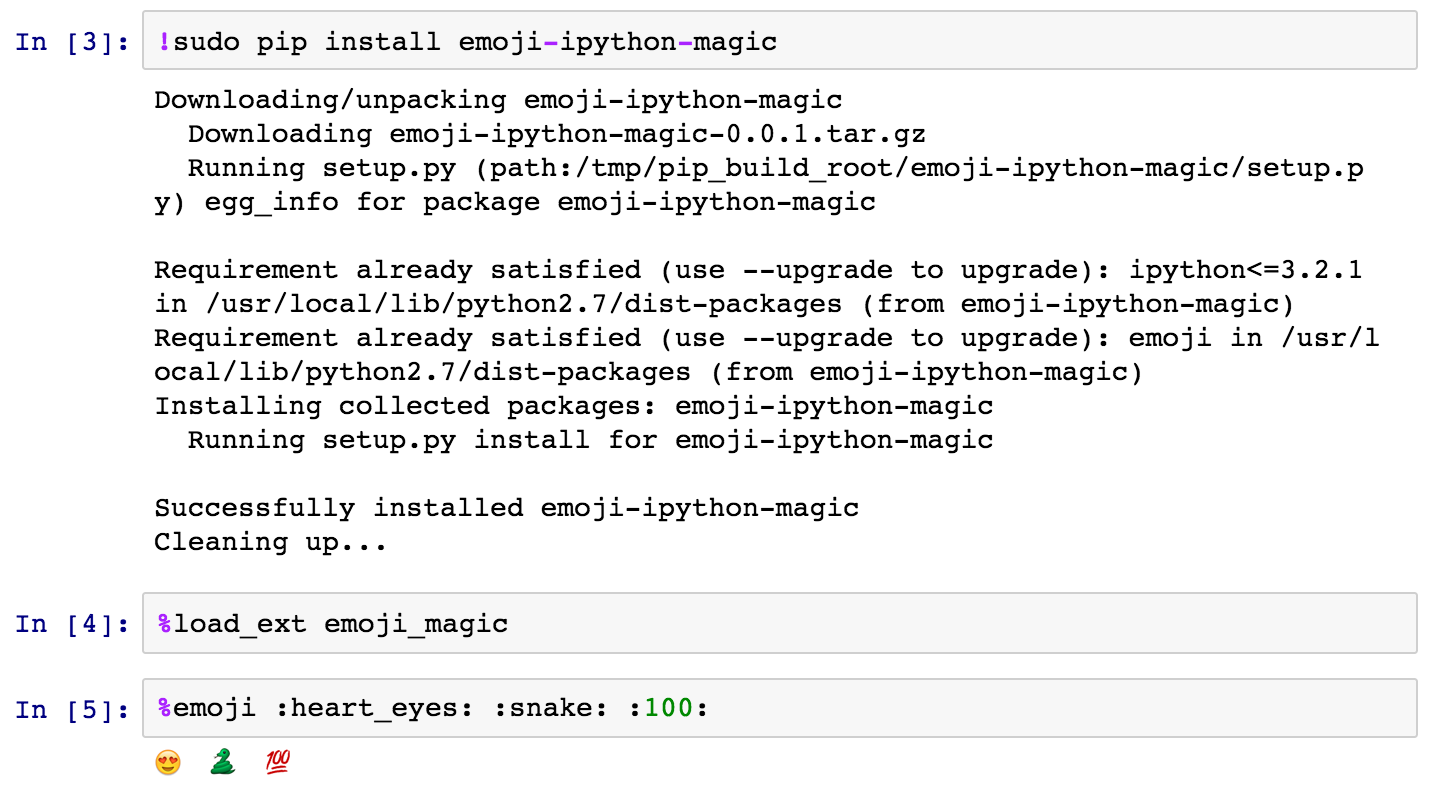 In [3]: !sudo pip install emoji-ipython-magic
Downloading/unpacking emoji-ipython-magic
  Downloading emoji-ipython-magic-0.0.1.tar.gz
  Running setup.py (path:/tmp/pip_build_root/emoji-ipython-magic/setup.p
y) egg_info for package emoji-ipython-magic

Requirement already satisfied (use --upgrade to upgrade): ipython<=3.2.1
in /usr/local/lib/python2.7/dist-packages (from emoji-ipython-magic)
Requirement already satisfied (use --upgrade to upgrade): emoji in /usr/l
ocal/lib/python2.7/dist-packages (from emoji-ipython-magic)
Installing collected packages: emoji-ipython-magic
  Running setup.py install for emoji-ipython-magic

Successfully installed emoji-ipython-magic
Cleaning up...
In [4]: %load_ext emoji_magic
In [5]: %emoji :heart_eyes: :snake: :100:
😍 🐍 💯